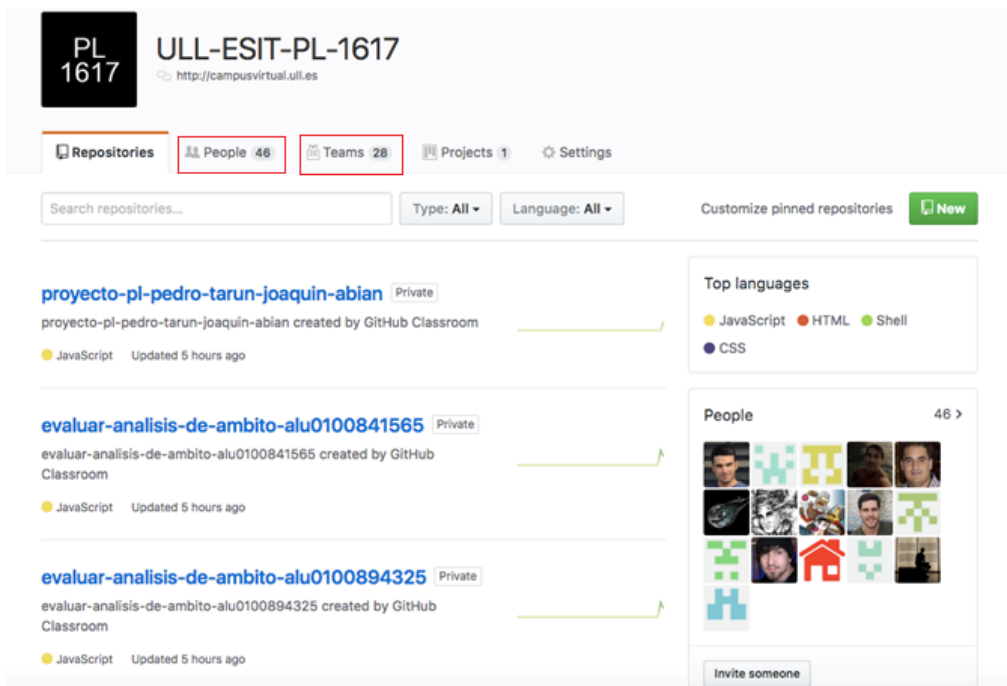 PL
1617
ULL-ESIT-PL-1617
http://campusvirtual.ull.es
Repositories People 46 Teams 28 Projects 1 Settings
Search repositories... Type: All Language: All Customize pinned repositories New
proyecto-pl-pedro-tarun-joaquin-abian Private
proyecto-pl-pedro-tarun-joaquin-abian created by GitHub Classroom
JavaScript Updated 5 hours ago
evaluar-analisis-de-ambito-alu0100841565 Private
evaluar-analisis-de-ambito-alu0100841565 created by GitHub
Classroom
JavaScript Updated 5 hours ago
evaluar-analisis-de-ambito-alu0100894325 Private
evaluar-analisis-de-ambito-alu0100894325 created by GitHub
Classroom
JavaScript Updated 5 hours ago
Top languages
JavaScript HTML Shell
CSS
People 46 >
Invite someone